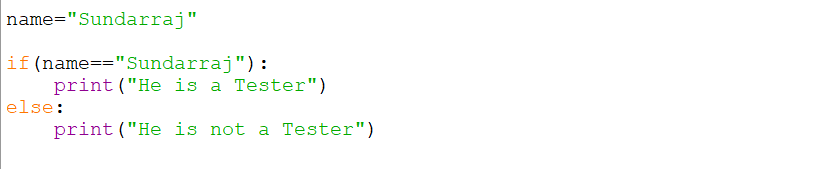 name="Sundarraj"
if(name=="Sundarraj"):
    print("He is a Tester")
else:
    print("He is not a Tester")